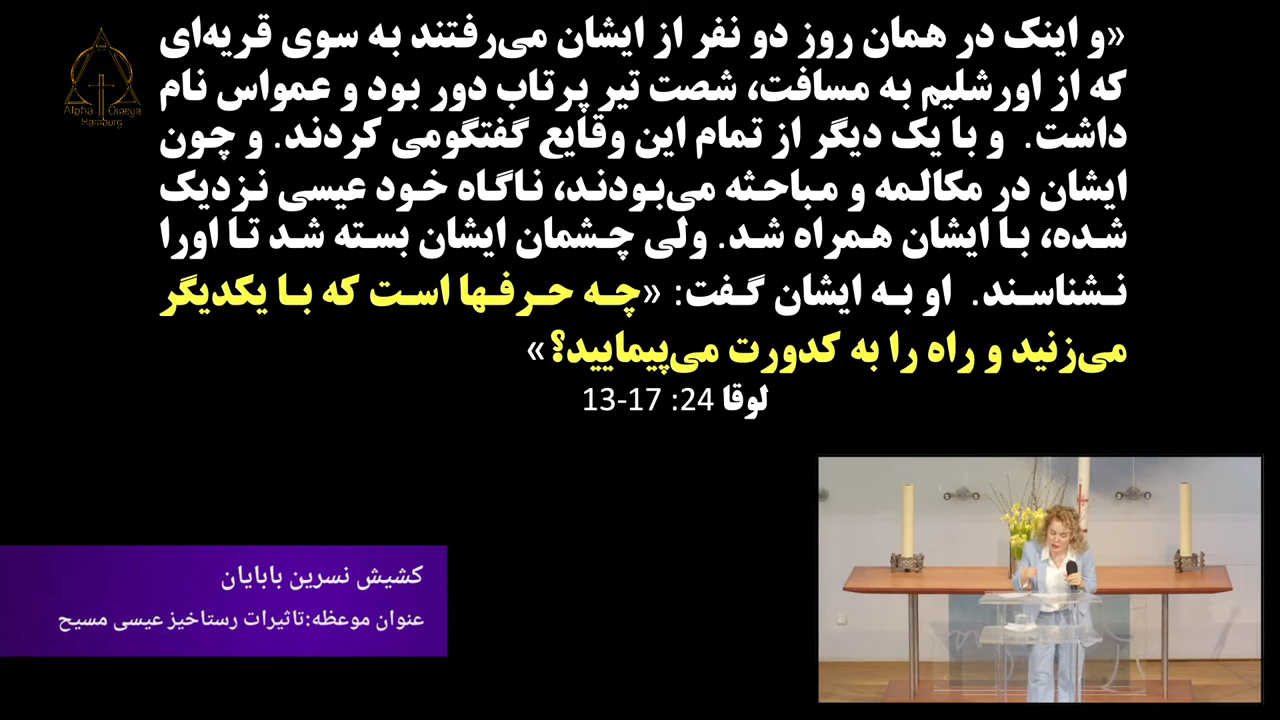 «و اینک در همان روز دو نفر از ایشان می‌رفتند به سوی قریه‌ای
که از اورشلیم به مسافت، شصت تیر پرتاب دور بود و عمواس نام
داشت. و با یک دیگر از تمام این وقایع گفتگومی کردند. و چون
ایشان در مکالمه و مباحثه می‌بودند، ناگاه خود عیسی نزدیک
شده، با ایشان همراه شد. ولی چشمان ایشان بسته شد تا اورا
نشناسند. او به ایشان گفت: «چه حرفها است که با یکدیگر
می‌زنید و راه را به کدورت می‌پیمایید؟»
لوقا 24: 17-13
Alpha Omega
Hamburg
کشیش نسرین بابایان
عنوان موعظه:تاثیرات رستاخیز عیسی مسیح